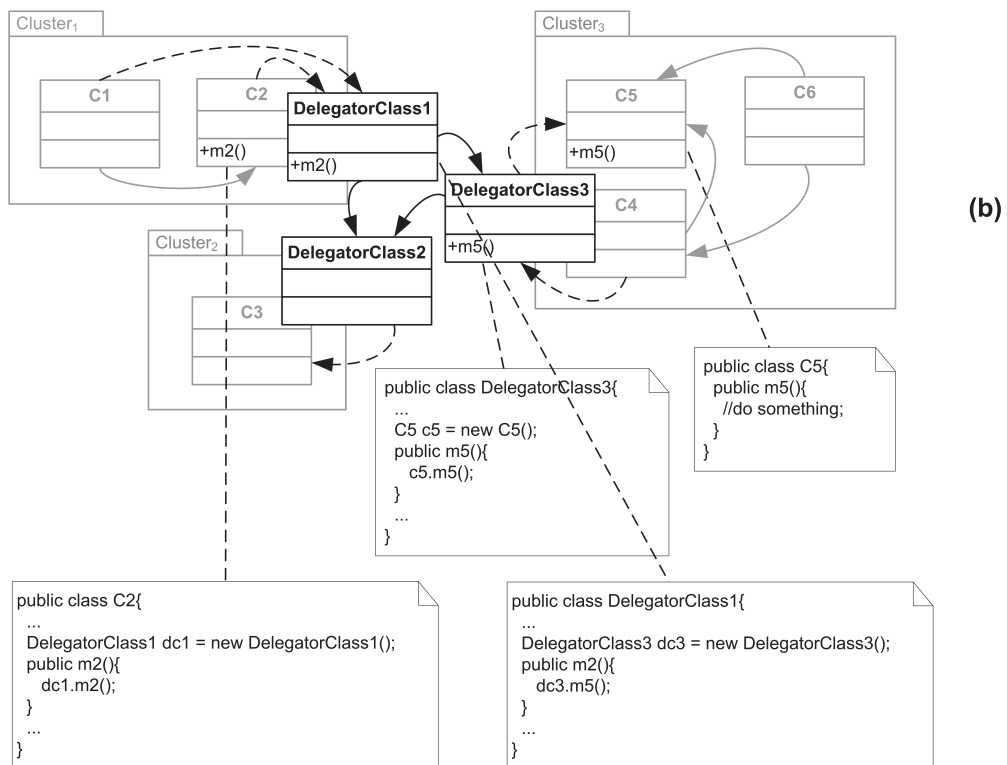 Cluster1
Cluster3
C1
C2
+m2()
DelegatorClass1
+m2()
C5
+m5()
C6
DelegatorClass3
+m5()
C4
(b)
Cluster2
DelegatorClass2
C3
public class DelegatorClass3{
...
C5 c5 = new C5();
public m5(){
c5.m5();
}
...
}
public class C5{
public m5(){
//do something;
}
}
public class C2{
...
DelegatorClass1 dc1 = new DelegatorClass1();
public m2(){
dc1.m2();
}
...
}
public class DelegatorClass1{
...
DelegatorClass3 dc3 = new DelegatorClass3();
public m2(){
dc3.m5();
}
...
}